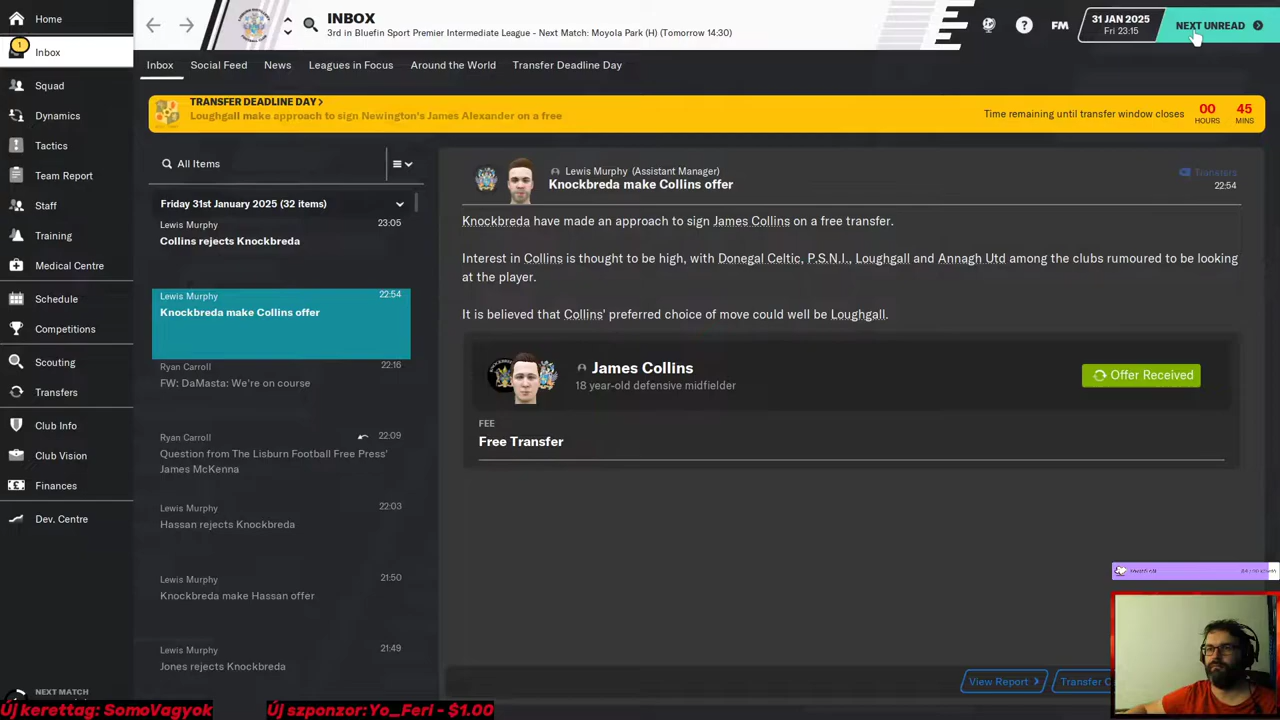 Home
INBOX
3rd in Bluefin Sport Premier Intermediate League - Next Match: Moyola Park (H) (Tomorrow 14:30)
FM
31 JAN 2025
Fri 23:15
NEXT UNREAD
1
Inbox
Squad
Dynamics
Tactics
Team Report
Staff
Training
Medical Centre
Schedule
Competitions
Scouting
Transfers
Club Info
Club Vision
Finances
Dev. Centre
NEXT MATCH
Inbox
Social Feed
News
Leagues in Focus
Around the World
Transfer Deadline Day
TRANSFER DEADLINE DAY
Loughgall make approach to sign Newington's James Alexander on a free
Time remaining until transfer window closes
00
HOURS
45
MINS
All Items
Friday 31st January 2025 (32 items)
Lewis Murphy
23:05
Collins rejects Knockbreda
Lewis Murphy
22:54
Knockbreda make Collins offer
Ryan Carroll
22:16
FW: DaMasta: We're on course
Ryan Carroll
22:09
Question from The Lisburn Football Free Press'
James McKenna
Lewis Murphy
22:03
Hassan rejects Knockbreda
Lewis Murphy
21:50
Knockbreda make Hassan offer
Lewis Murphy
21:49
Jones rejects Knockbreda
Lewis Murphy (Assistant Manager)
Knockbreda make Collins offer
Transfers
22:54
Knockbreda have made an approach to sign James Collins on a free transfer.
Interest in Collins is thought to be high, with Donegal Celtic, P.S.N.I., Loughgall and Annagh Utd among the clubs rumoured to be looking
at the player.
It is believed that Collins' preferred choice of move could well be Loughgall.
James Collins
18 year-old defensive midfielder
Offer Received
FEE
Free Transfer
View Report
Transfer
Új kerettag: SomoVagyok
Új szponzor: Yo_Feri - $1.00